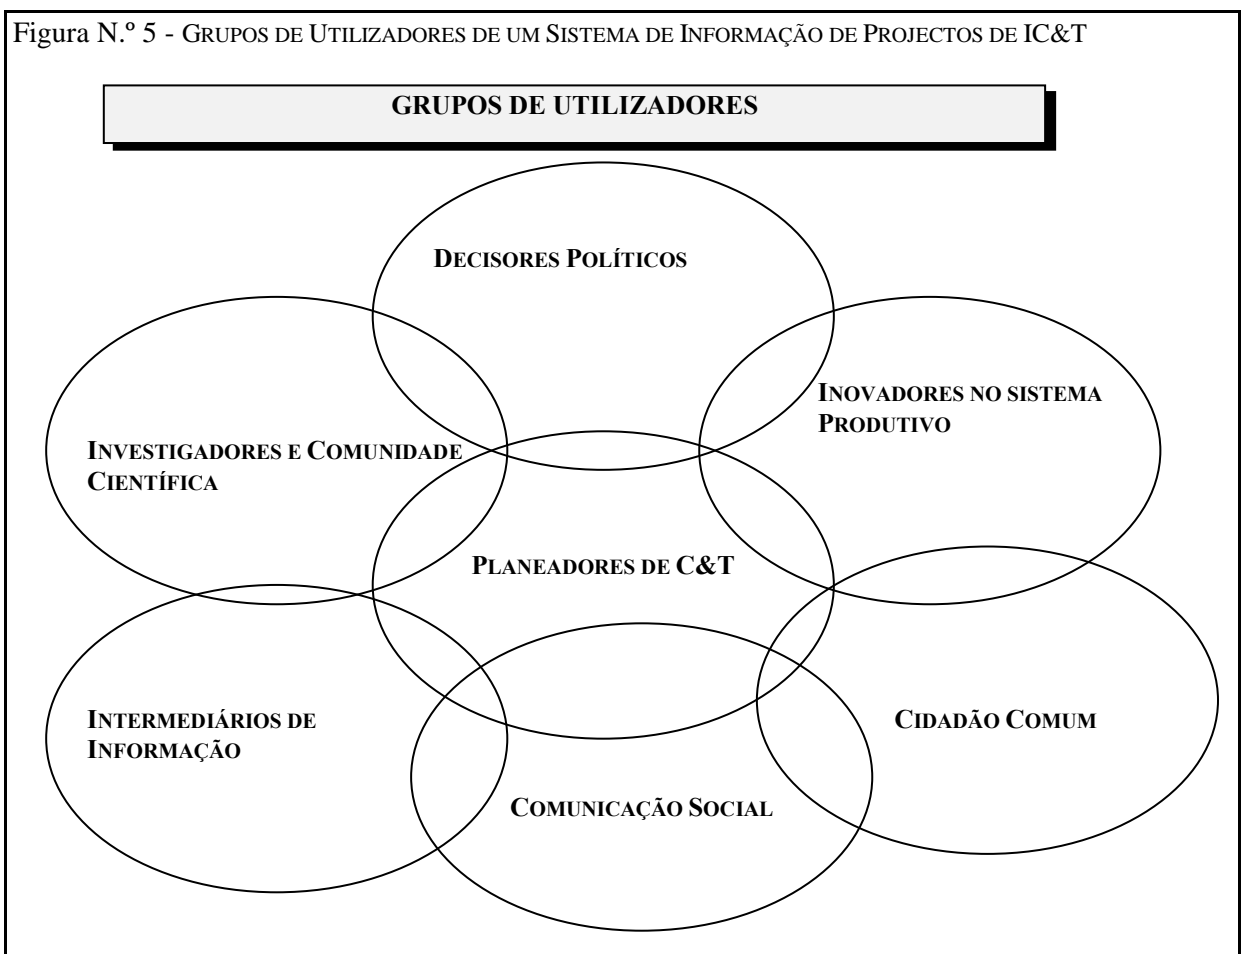 Figura N.º 5 - GRUPOS DE UTILIZADORES DE UM SISTEMA DE INFORMAÇÃO DE PROJECTOS DE IC&T
GRUPOS DE UTILIZADORES
DECISORES POLÍTICOS
INOVADORES NO SISTEMA
PRODUTIVO
INVESTIGADORES E COMUNIDADE
CIENTÍFICA
PLANEADORES DE C&T
INTERMEDIÁRIOS DE
INFORMAÇÃO
CIDADÃO COMUM
COMUNICAÇÃO SOCIAL